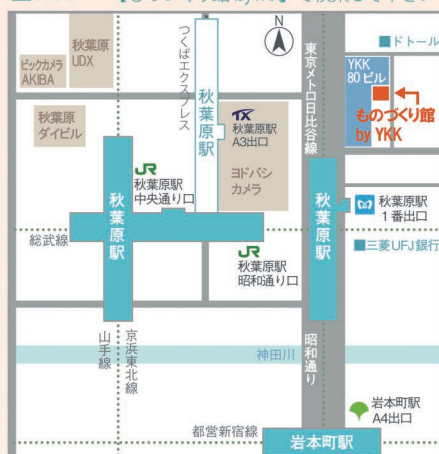 N
ビックカメラ
AKIBA
秋葉原
UDX
つくばエクスプレス
秋葉原駅
東京メトロ日比谷線
ドトール
YKK
80ビル
ものづくり館
by YKK
秋葉原
ダイビル
TX
秋葉原駅
A3出口
ヨドバシ
カメラ
JR
秋葉原駅
中央通り口
秋葉原駅
秋葉原駅
秋葉原駅
1番出口
総武線
JR
秋葉原駅
昭和通り口
三菱UFJ銀行
山手線
京浜東北線
神田川
昭和通り
岩本町駅
A4出口
都営新宿線
岩本町駅